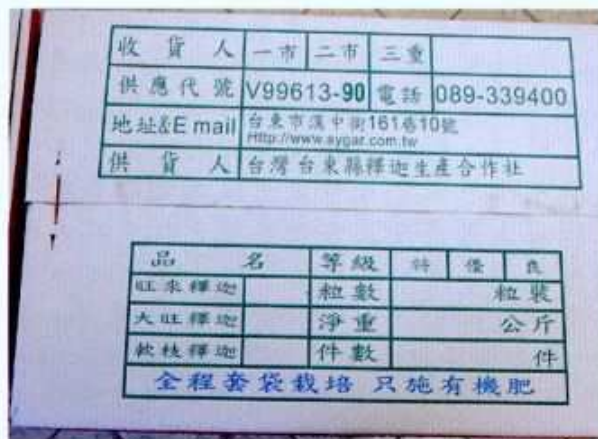 收貨人 一市 二市 三重
供應代號 V99613-90 電話 089-339400
地址&E mail 台東市漢中街161巷10號
Http://www.sygar.com.tw
供貨人 台灣台東縣釋迦生產合作社
品名 等級 特 優 良
旺來釋迦 粒數 粒裝
大旺釋迦 淨重 公斤
軟枝釋迦 件數 件
全程套袋栽培 只施有機肥